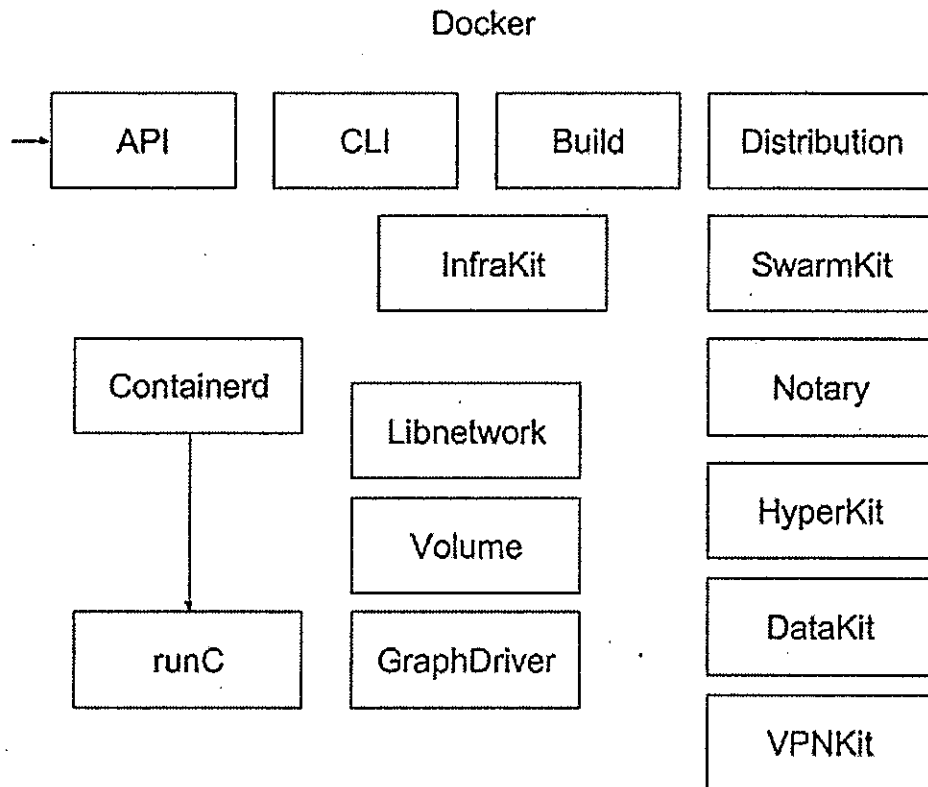 Docker
API
CLI
Build
Distribution
InfraKit
SwarmKit
Containerd
Libnetwork
Notary
Volume
HyperKit
runC
GraphDriver
DataKit
VPNKit